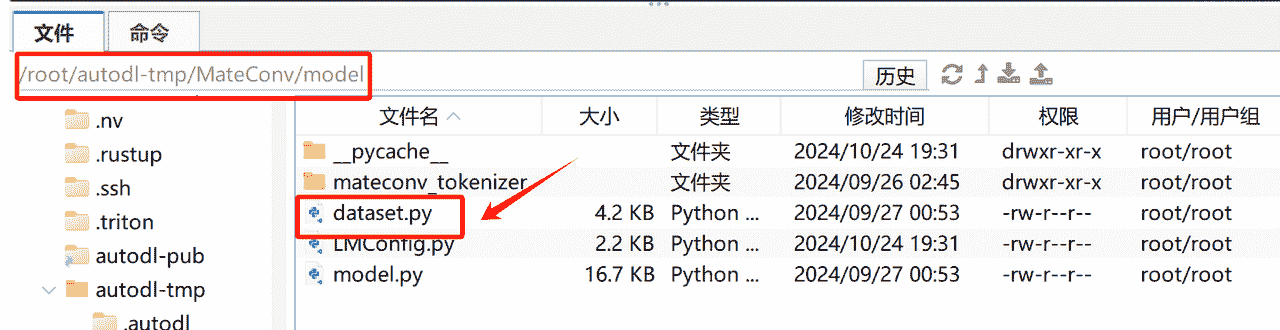 文件 命令
/root/autodl-tmp/MateConv/model 历史
.nv
.rustup
.ssh
.triton
autodl-pub
autodl-tmp
.autodl
文件名 大小 类型 修改时间 权限 用户/用户组
__pycache__ 文件夹 2024/10/24 19:31 drwxr-xr-x root/root
mateconv_tokenizer 文件夹 2024/09/26 02:45 drwxr-xr-x root/root
dataset.py 4.2 KB Python ... 2024/09/27 00:53 -rw-r--r-- root/root
LMConfig.py 2.2 KB Python ... 2024/10/24 19:31 -rw-r--r-- root/root
model.py 16.7 KB Python ... 2024/09/27 00:53 -rw-r--r-- root/root